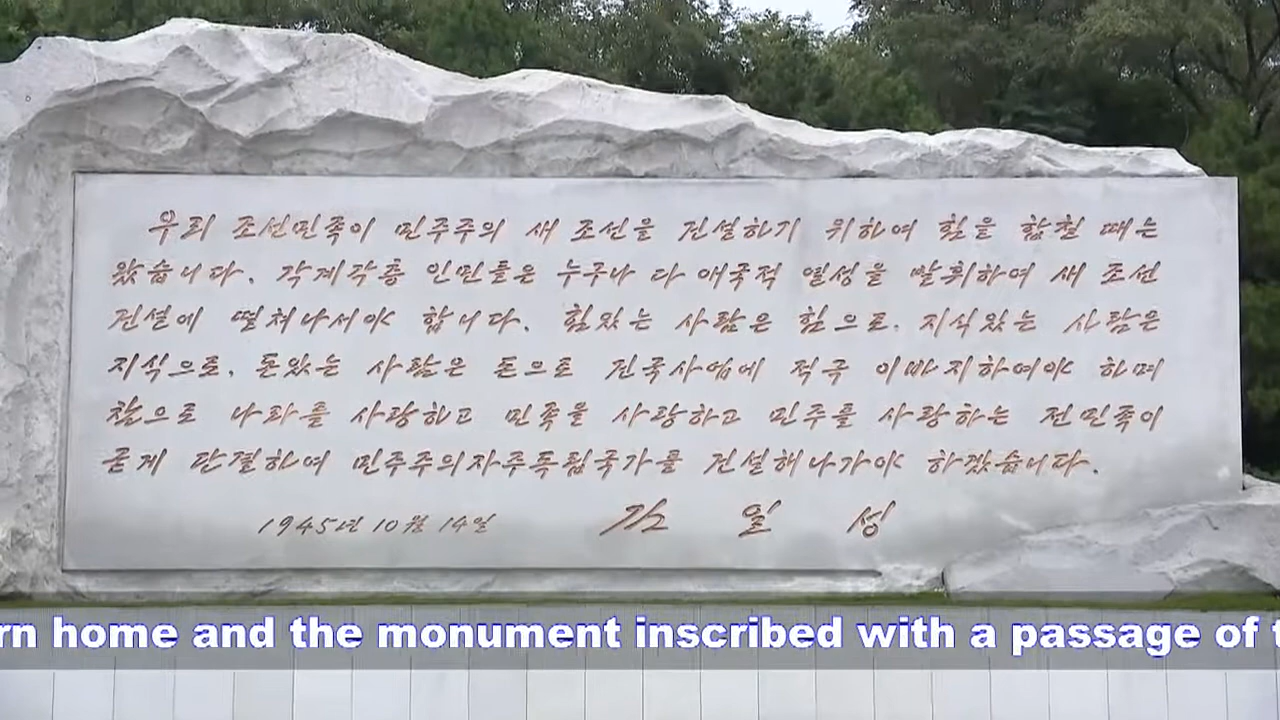 우리 조선민족이 민주주의 새 조선을 건설하기 위하여 힘을 합칠 때는
왔습니다. 각계각층 인민들은 누구나 다 애국적 열성을 발휘하여 새 조선
건설에 떨쳐나서야 합니다. 힘있는 사람은 힘으로, 지식있는 사람은
지식으로, 돈있는 사람은 돈으로 건국사업에 적극 이바지하여야 하며
참으로 나라를 사랑하고 민족을 사랑하고 민주를 사랑하는 전민족이
굳게 단결하여 민주주의자주독립국가를 건설해나가야 하겠습니다.
1945년 10월 14일 김 일 성
rn home and the monument inscribed with a passage of t